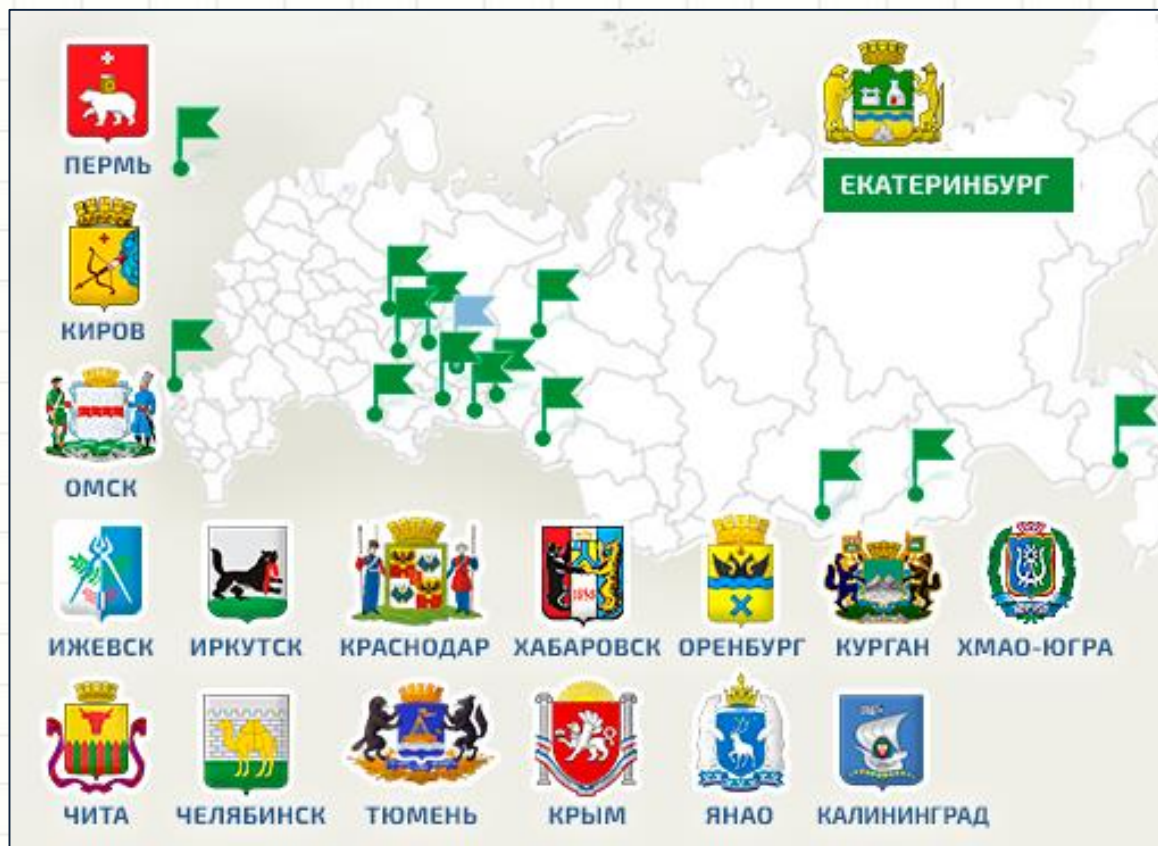 ПЕРМЬ
ЕКАТЕРИНБУРГ
КИРОВ
ОМСК
ИЖЕВСК ИРКУТСК КРАСНОДАР ХАБАРОВСК ОРЕНБУРГ КУРГАН ХМАО-ЮГРА
ЧИТА ЧЕЛЯБИНСК ТЮМЕНЬ КРЫМ ЯНАО КАЛИНИНГРАД